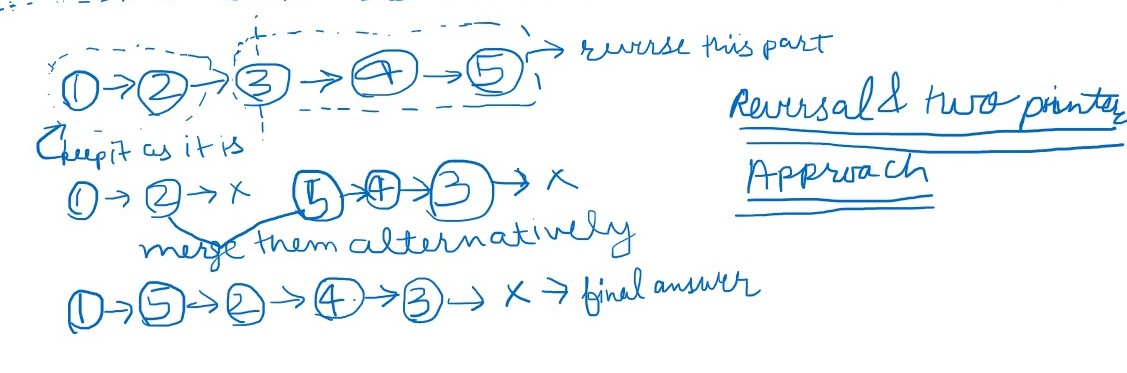 1 → 2 → 3 → 4 → 5 → reverse this part
Reversal & two pointer
Approach
keep it as it is
1 → 2 → x 5 → 4 → 3 → x
merge them alternatively
1 → 5 → 2 → 4 → 3 → x → final answer